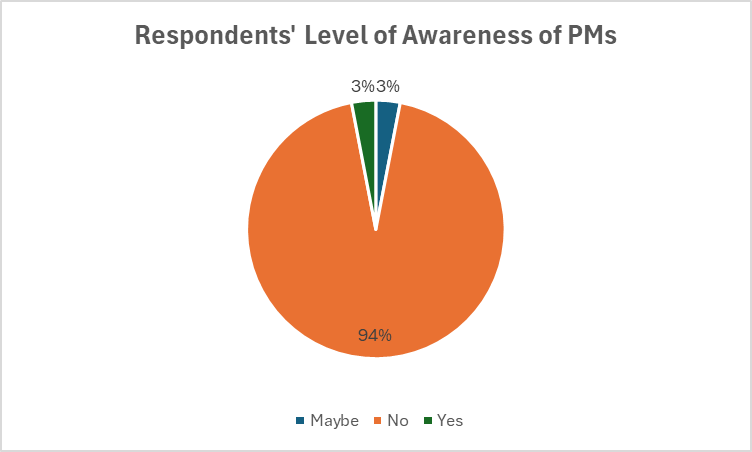 Respondents' Level of Awareness of PMs
3% 3%
94%
Maybe No Yes